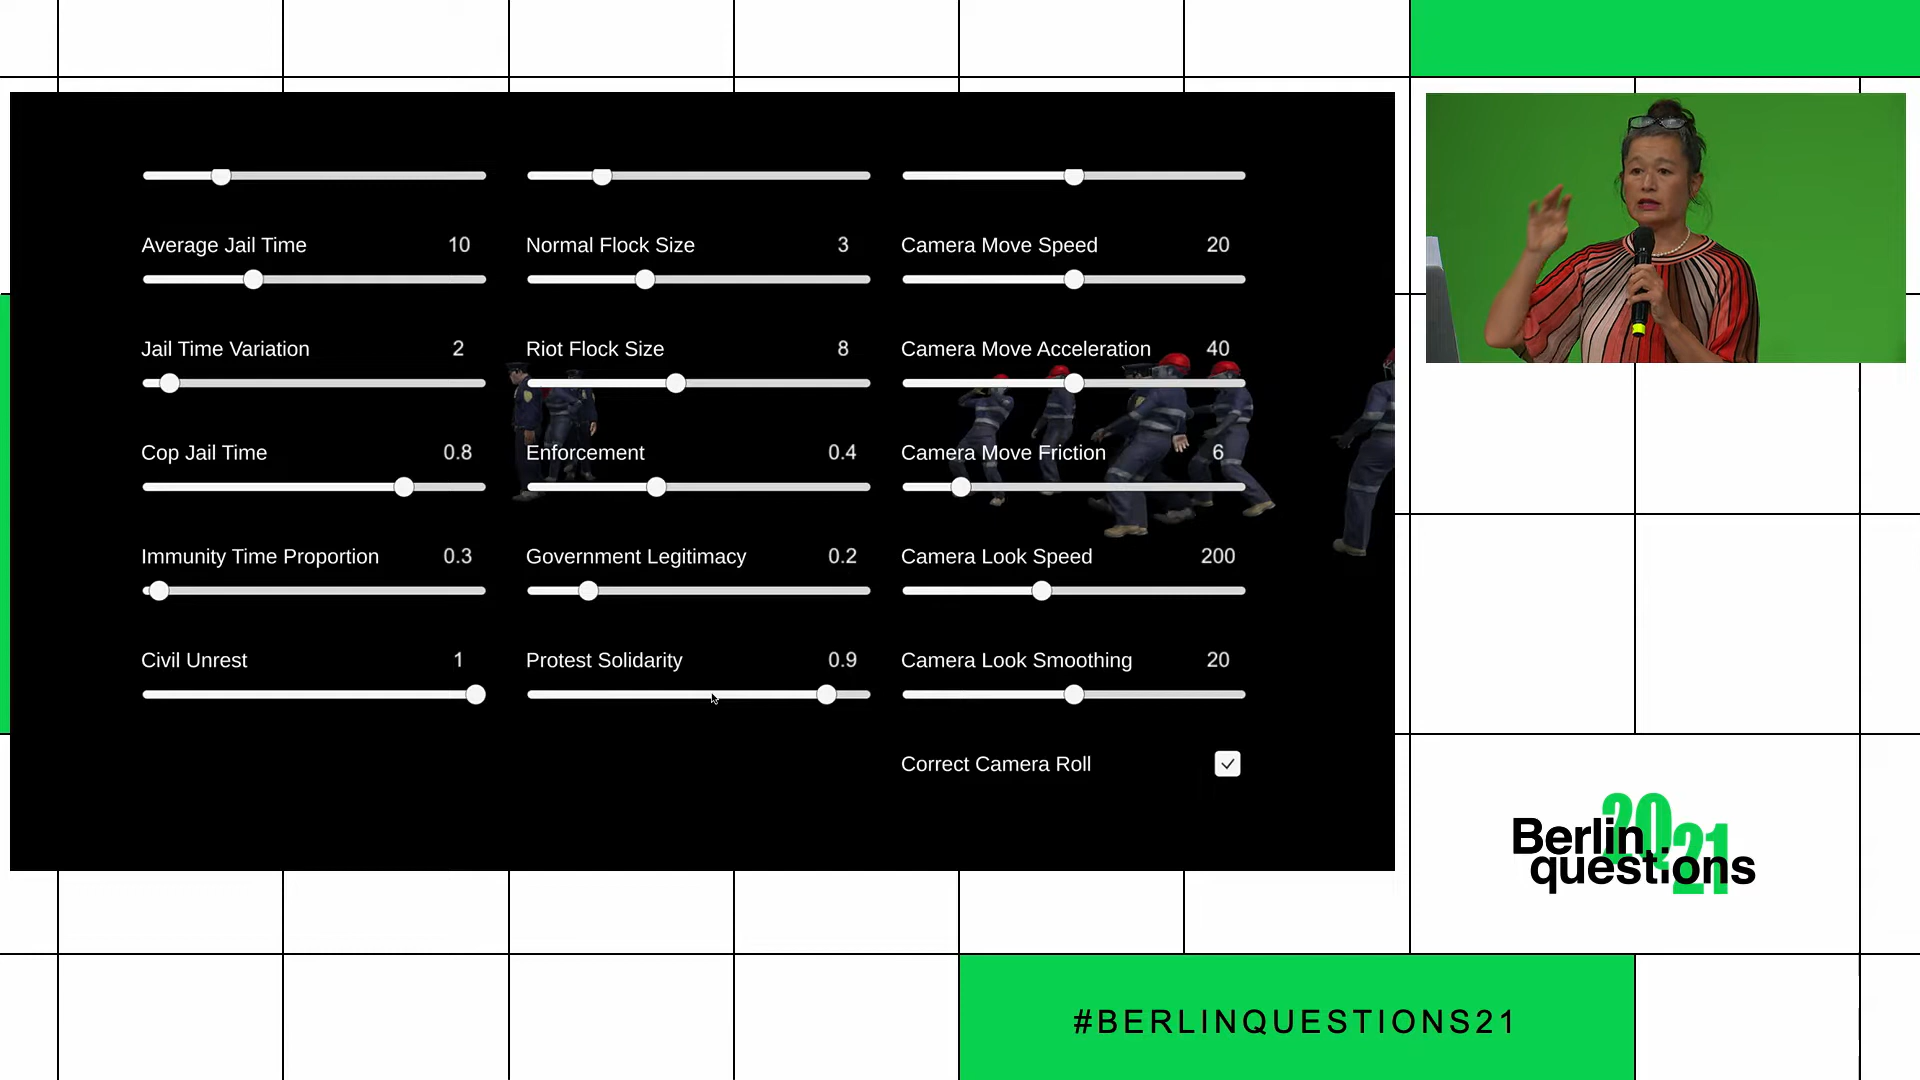 Average Jail Time 10
Normal Flock Size 3
Camera Move Speed 20
Jail Time Variation 2
Riot Flock Size 8
Camera Move Acceleration 40
Cop Jail Time 0.8
Enforcement 0.4
Camera Move Friction 6
Immunity Time Proportion 0.3
Government Legitimacy 0.2
Camera Look Speed 200
Civil Unrest 1
Protest Solidarity 0.9
Camera Look Smoothing 20
Correct Camera Roll
Berlin 20
questions 21
#BERLINQUESTIONS21